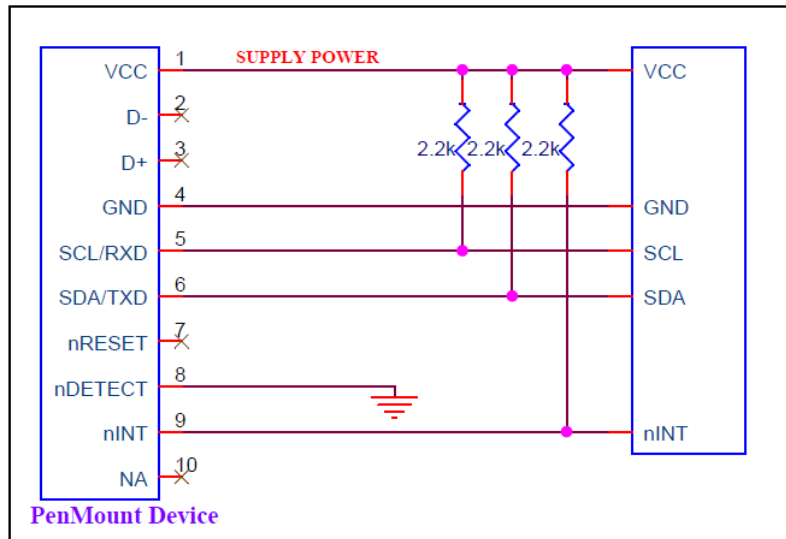 1 SUPPLY POWER
VCC VCC
2
D-
3
D+
2.2k 2.2k 2.2k
4
GND GND
5
SCL/RXD SCL
6
SDA/TXD SDA
7
nRESET
8
nDETECT
9
nINT nINT
10
NA
PenMount Device